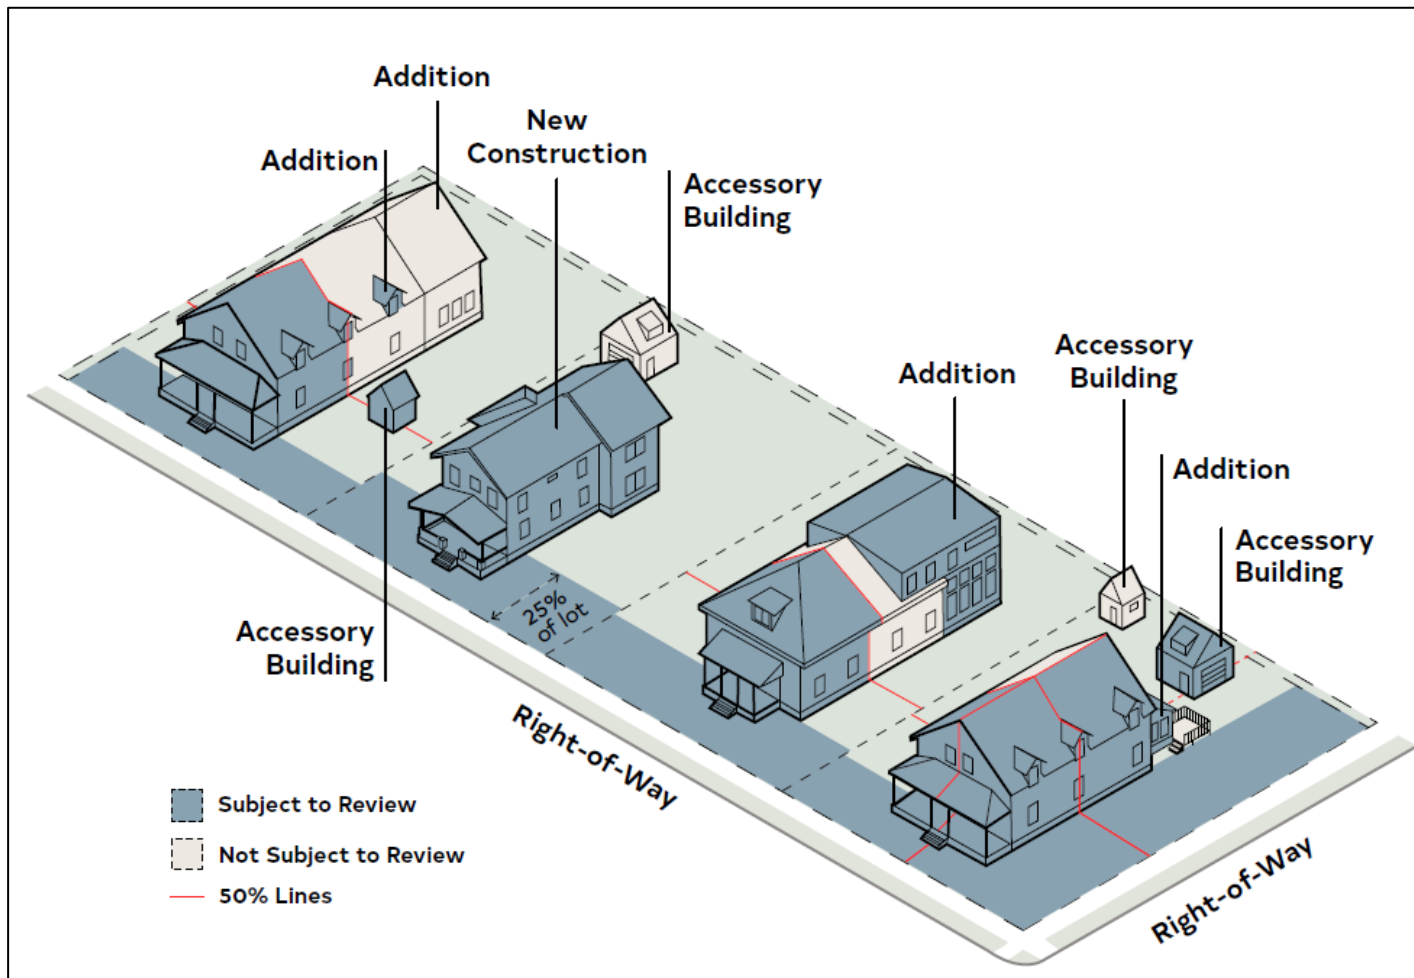 Addition
Addition
New
Construction
Accessory
Building
Addition
Accessory
Building
Addition
Accessory
Building
25%
of lot
Accessory
Building
Right-of-Way
Right-of-Way
Subject to Review
Not Subject to Review
50% Lines